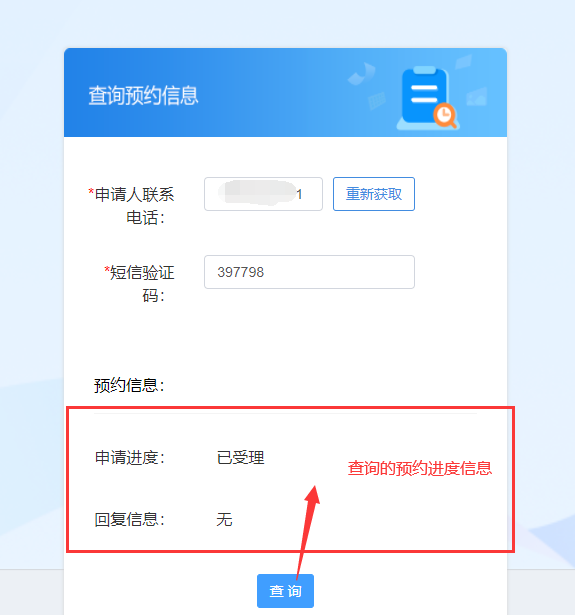 查询预约信息
*申请人联系
电话：
1
重新获取
*短信验证
码：
397798
预约信息：
申请进度：
已受理
查询的预约进度信息
回复信息：
无
查询